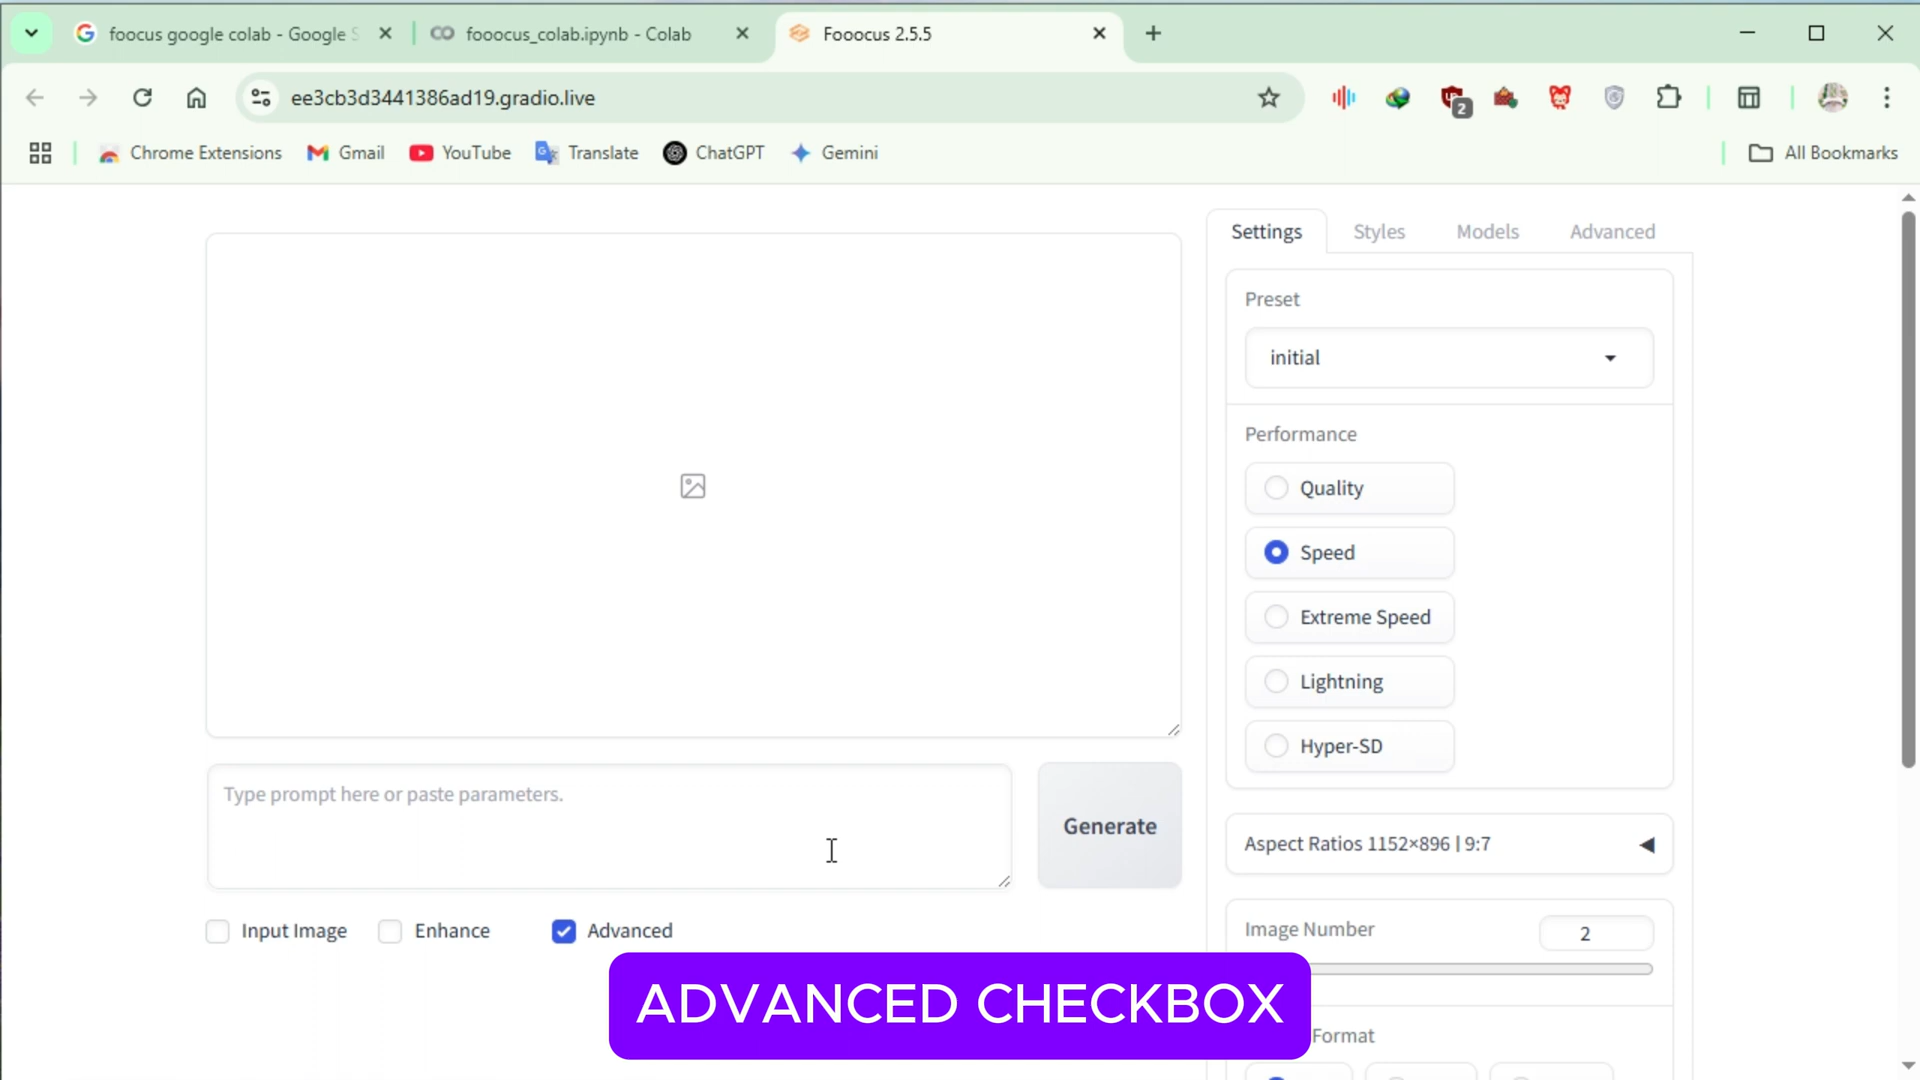 foocus google colab - Google S
fooocus_colab.ipynb - Colab
Fooocus 2.5.5
ee3cb3d3441386ad19.gradio.live
2
Chrome Extensions
Gmail
YouTube
Translate
ChatGPT
Gemini
All Bookmarks
Settings
Styles
Models
Advanced
Preset
initial
Performance
Quality
Speed
Extreme Speed
Lightning
Hyper-SD
Type prompt here or paste parameters.
Generate
Aspect Ratios 1152×896 | 9:7
Input Image
Enhance
Advanced
Image Number
2
ADVANCED CHECKBOX
Format